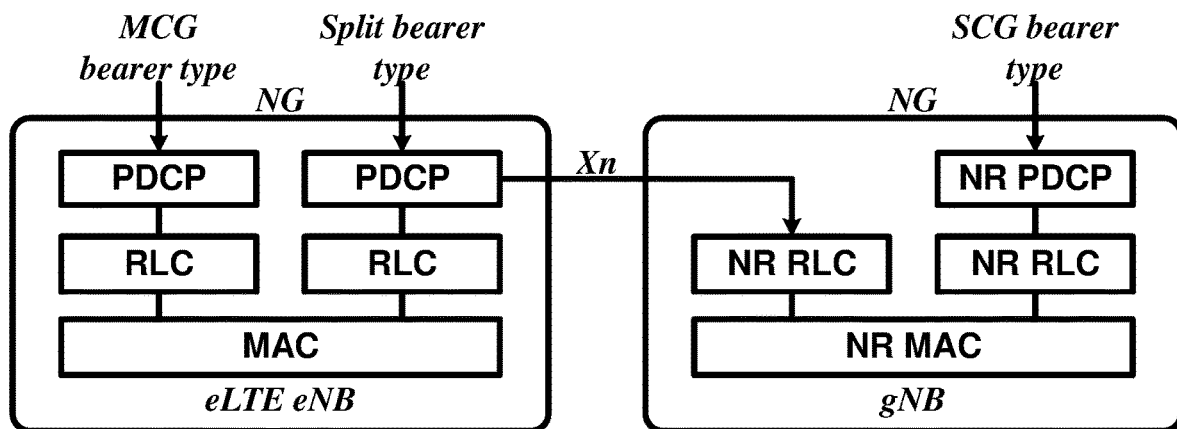 MCG
bearer type
Split bearer
type
SCG bearer
type
NG
NG
PDCP
PDCP
Xn
NR PDCP
RLC
RLC
NR RLC
NR RLC
MAC
NR MAC
eLTE eNB
gNB